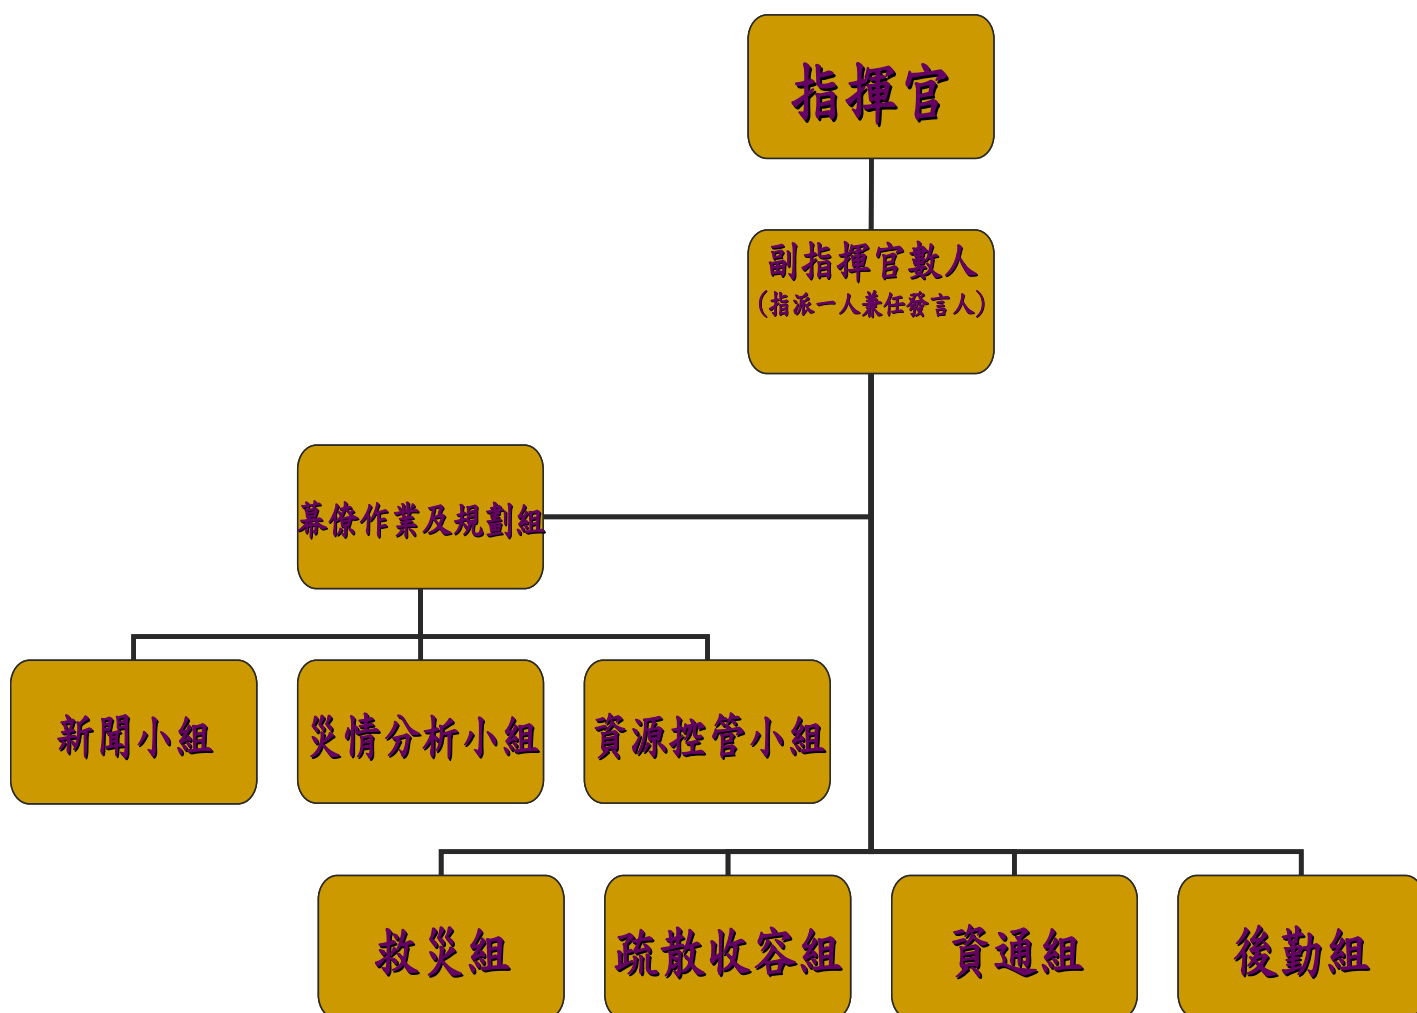 指揮官
副指揮官數人
(指派一人兼任發言人)
幕僚作業及規劃組
新聞小組
災情分析小組
資源控管小組
救災組
疏散收容組
資通組
後勤組